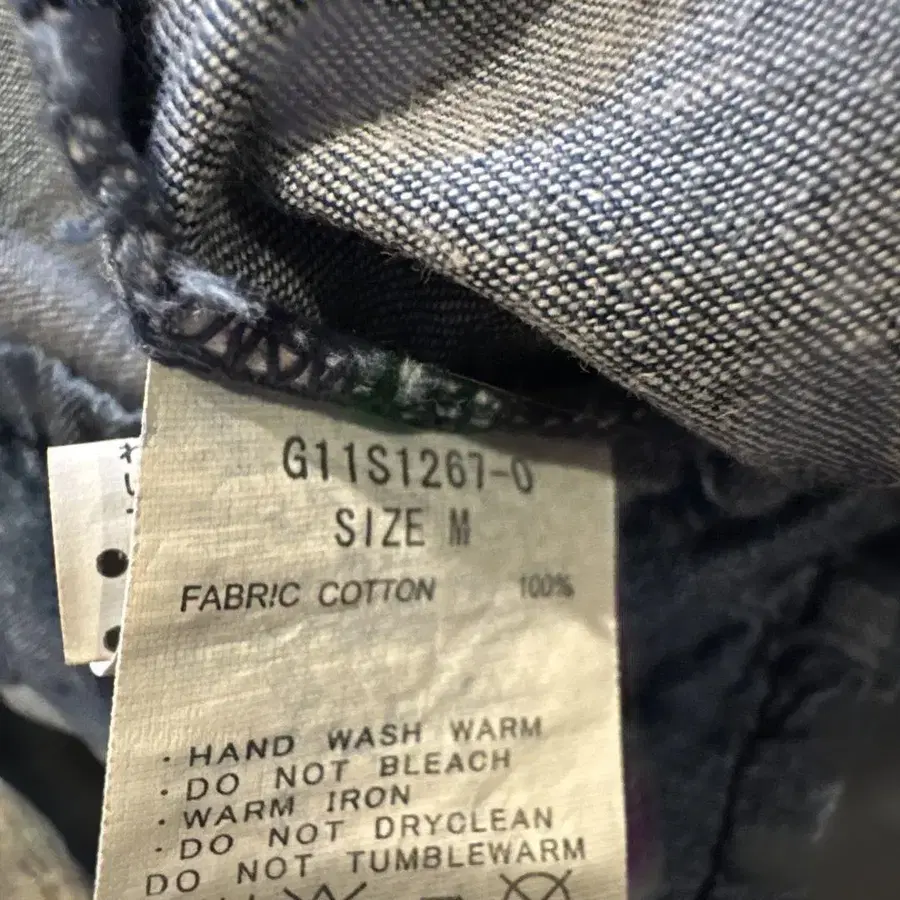 G11S1267-0
SIZE M
FABRIC COTTON 100%
· HAND WASH WARM
· DO NOT BLEACH
· WARM IRON
· DO NOT DRYCLEAN
DO NOT TUMBLEWARM